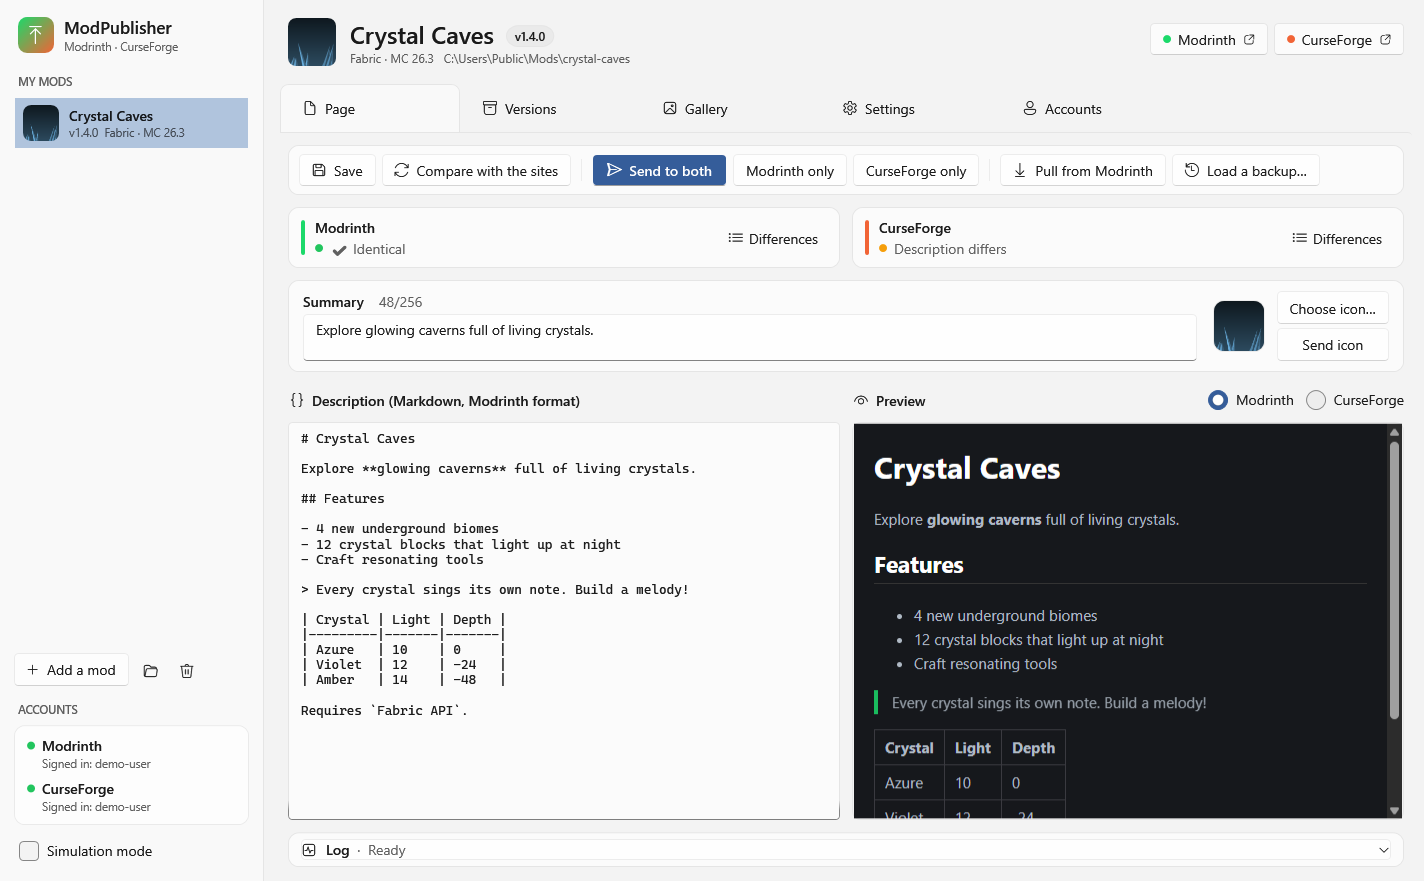 ModPublisher
Modrinth · CurseForge
MY MODS
Crystal Caves
v1.4.0 Fabric · MC 26.3
Add a mod
ACCOUNTS
Modrinth
Signed in: demo-user
CurseForge
Signed in: demo-user
Simulation mode
Crystal Caves v1.4.0
Fabric · MC 26.3 C:\Users\Public\Mods\crystal-caves
Modrinth CurseForge
Page Versions Gallery Settings Accounts
Save Compare with the sites Send to both Modrinth only CurseForge only Pull from Modrinth Load a backup...
Modrinth
Identical
Differences
CurseForge
Description differs
Differences
Summary 48/256
Explore glowing caverns full of living crystals.
Choose icon...
Send icon
{} Description (Markdown, Modrinth format)
# Crystal Caves
Explore **glowing caverns** full of living crystals.
## Features
- 4 new underground biomes
- 12 crystal blocks that light up at night
- Craft resonating tools
> Every crystal sings its own note. Build a melody!
| Crystal | Light | Depth |
|---------|-------|-------|
| Azure   | 10    | 0     |
| Violet  | 12    | -24   |
| Amber   | 14    | -48   |
Requires `Fabric API`.
Preview Modrinth CurseForge
Crystal Caves
Explore glowing caverns full of living crystals.
Features
• 4 new underground biomes
• 12 crystal blocks that light up at night
• Craft resonating tools
Every crystal sings its own note. Build a melody!
Crystal Light Depth
Azure 10 0
Violet 12 -24
Log · Ready